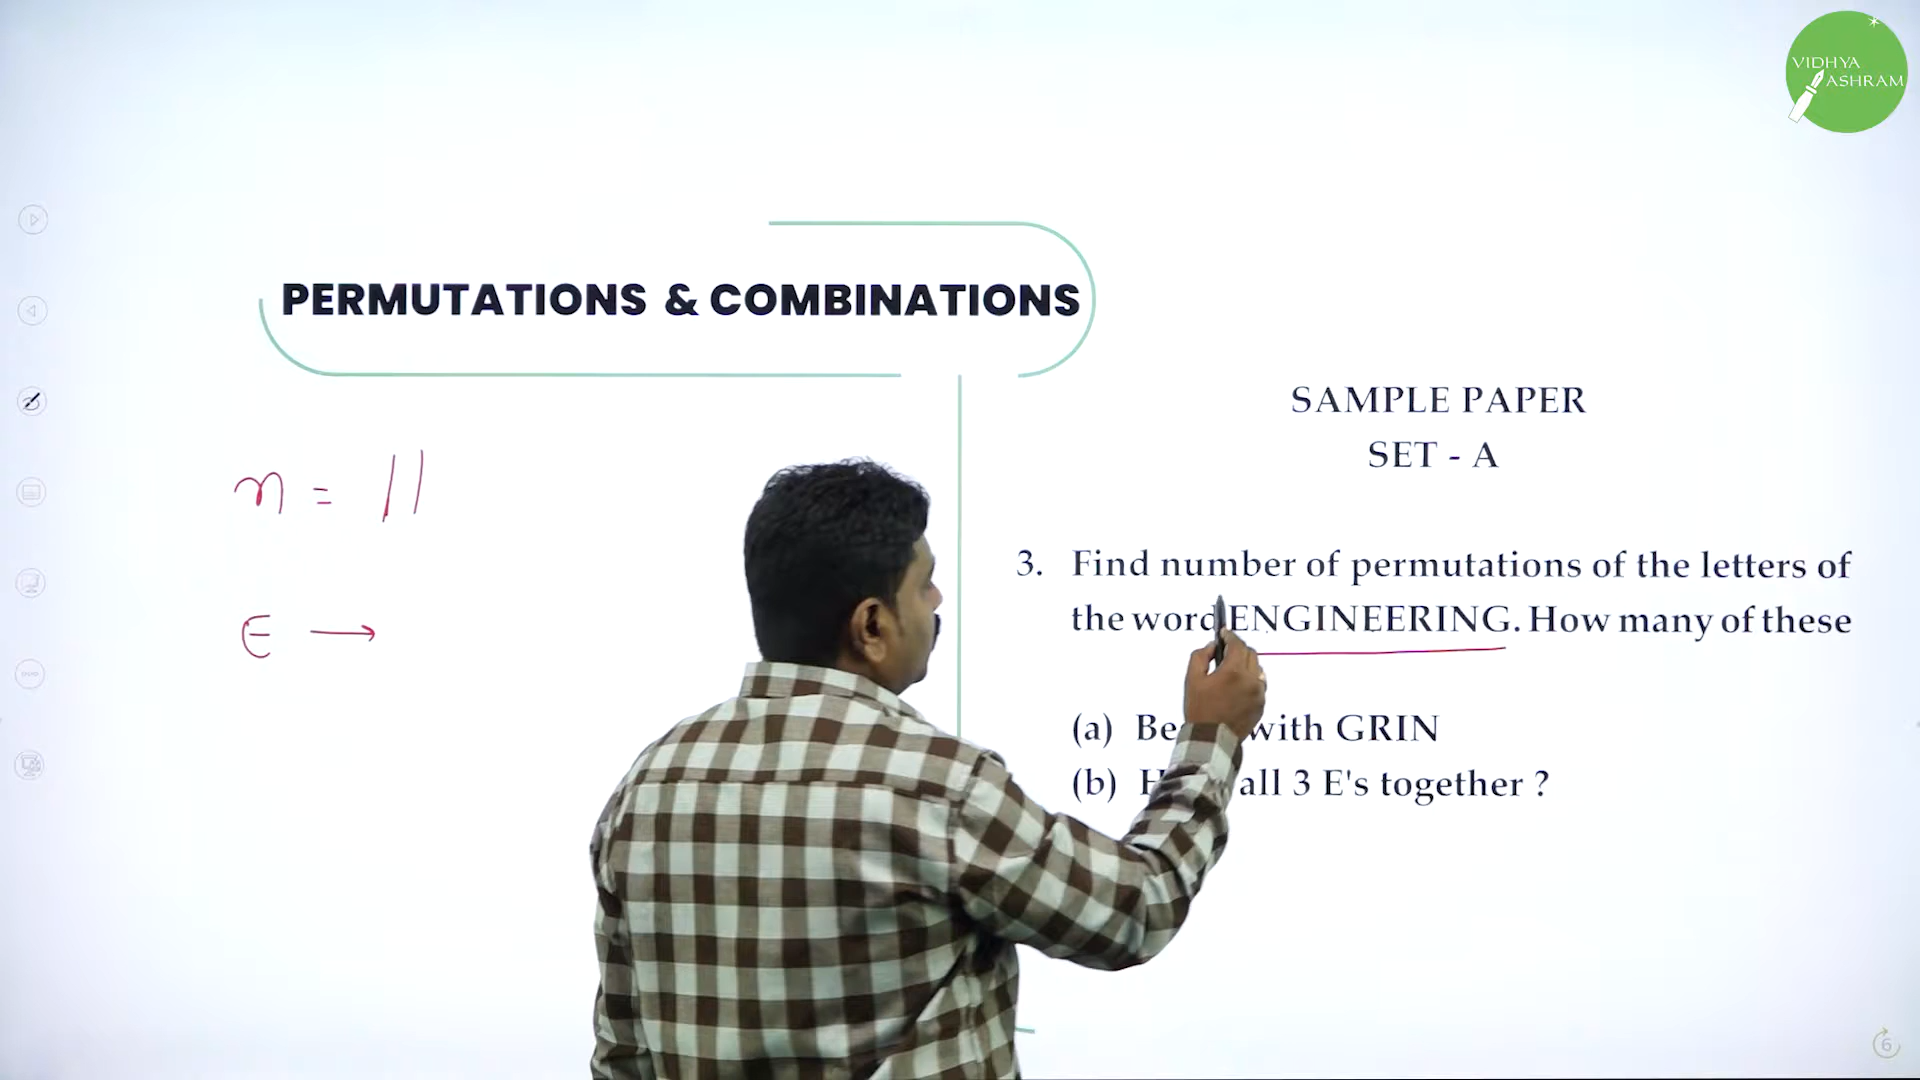 VIDHYA
ASHRAM
PERMUTATIONS & COMBINATIONS
SAMPLE PAPER
SET - A
n = 11
3. Find number of permutations of the letters of
the word ENGINEERING. How many of these
E →
(a) with GRIN
(b) all 3 E's together ?
6